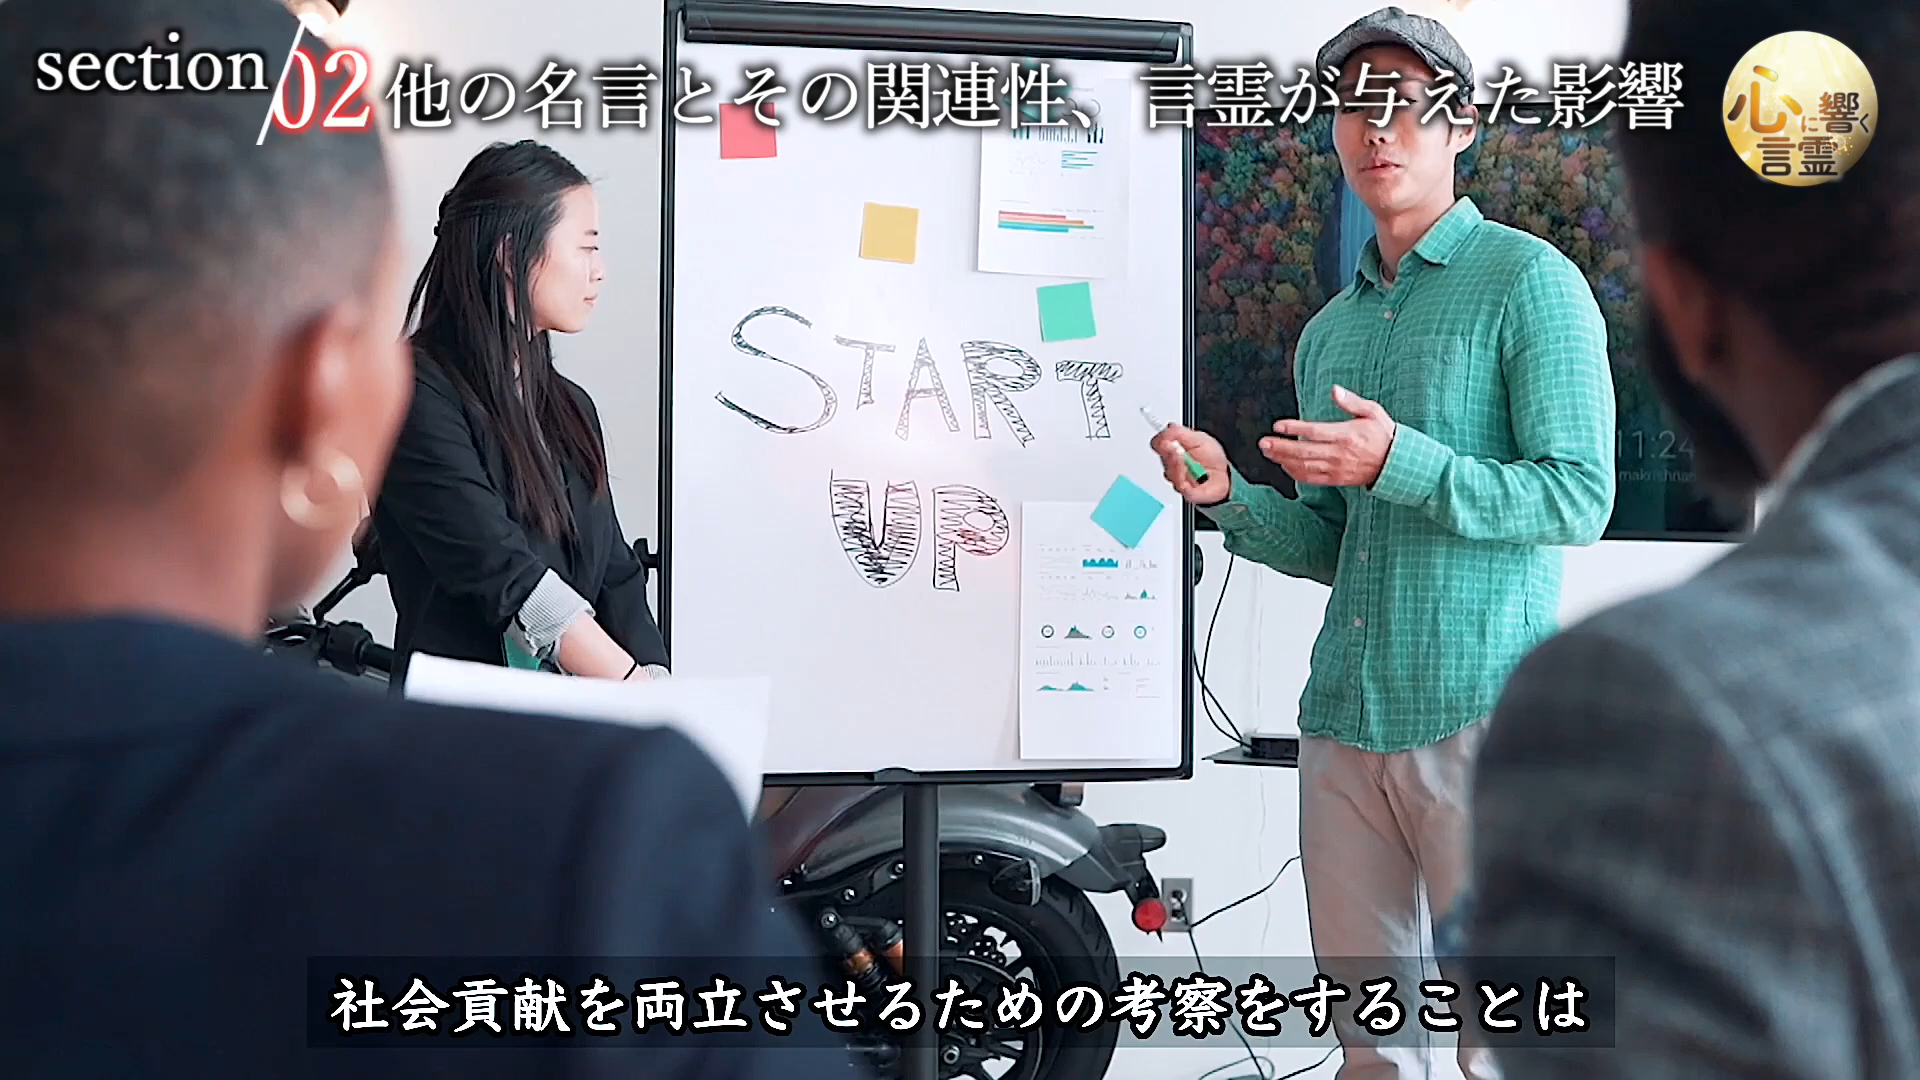 section 02 他の名言とその関連性、言霊が与えた影響
心に響く
言霊
START
UP
11:24
社会貢献を両立させるための考察をすることは